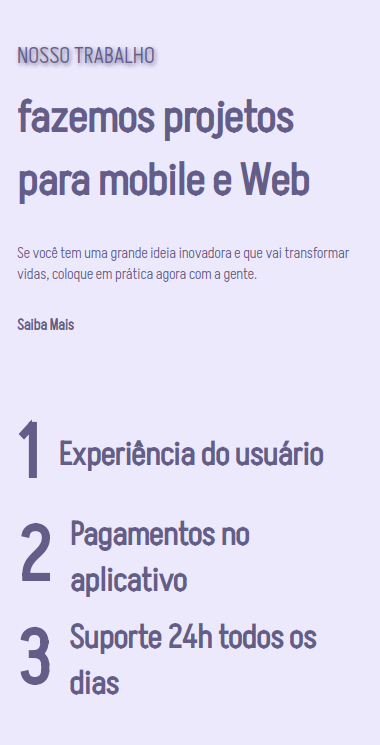 NOSSO TRABALHO
fazemos projetos
para mobile e Web
Se você tem uma grande ideia inovadora e que vai transformar
vidas, coloque em prática agora com a gente.
Saiba Mais
1 Experiência do usuário
2 Pagamentos no
aplicativo
3 Suporte 24h todos os
dias